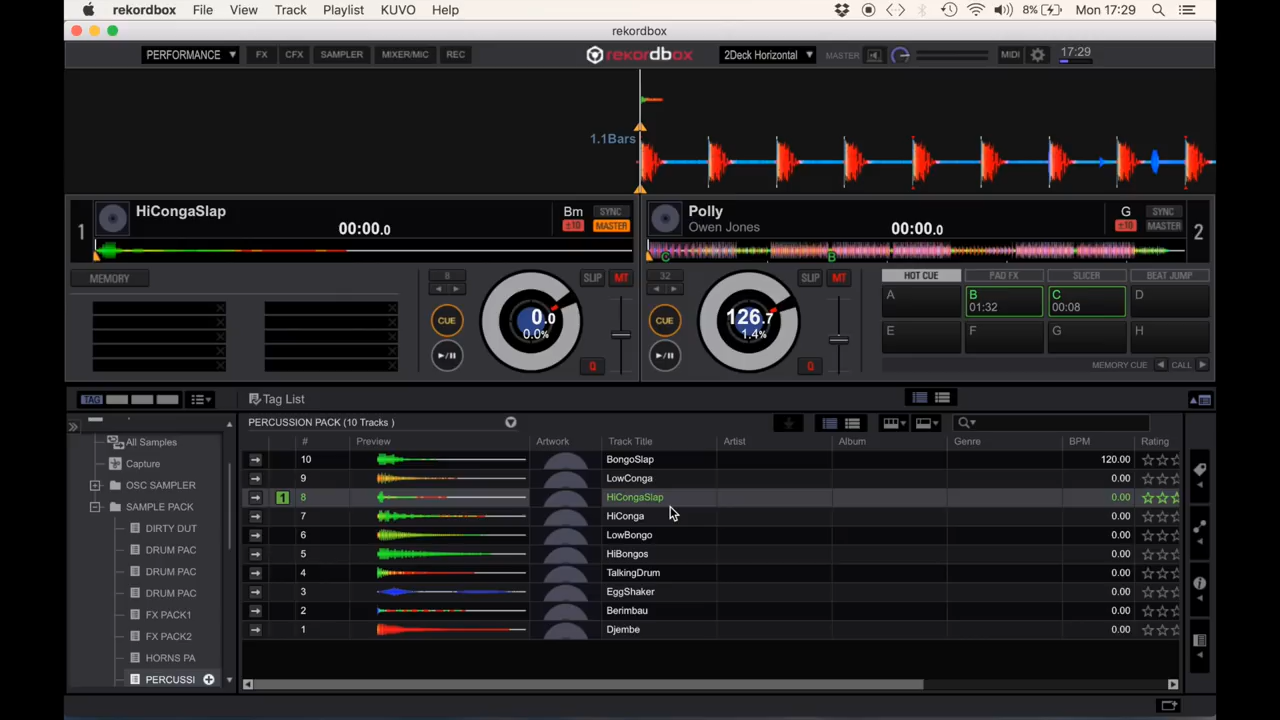 rekordbox File View Track Playlist KUVO Help 8% Mon 17:29
rekordbox
PERFORMANCE FX CFX SAMPLER MIXER/MIC REC rekordbox 2Deck Horizontal MASTER MIDI 17:29
1.1Bars
1 HiCongaSlap 00:00.0 Bm SYNC ±10 MASTER
Polly Owen Jones 00:00.0 G SYNC ±10 MASTER 2
C B
MEMORY 8 SLIP MT
CUE 0.0 0.0%
Q
32 SLIP MT
CUE 126.7 1.4%
Q
HOT CUE PAD FX SLICER BEAT JUMP
A B 01:32 C 00:08 D
E F G H
MEMORY CUE CALL
TAG Tag List
All Samples
Capture
OSC SAMPLER
SAMPLE PACK
DIRTY DUT
DRUM PAC
DRUM PAC
DRUM PAC
FX PACK1
FX PACK2
HORNS PA
PERCUSSI
PERCUSSION PACK (10 Tracks )
# Preview Artwork Track Title Artist Album Genre BPM Rating
10 BongoSlap 120.00
9 LowConga 0.00
1 8 HiCongaSlap 0.00
7 HiConga 0.00
6 LowBongo 0.00
5 HiBongos 0.00
4 TalkingDrum 0.00
3 EggShaker 0.00
2 Berimbau 0.00
1 Djembe 0.00